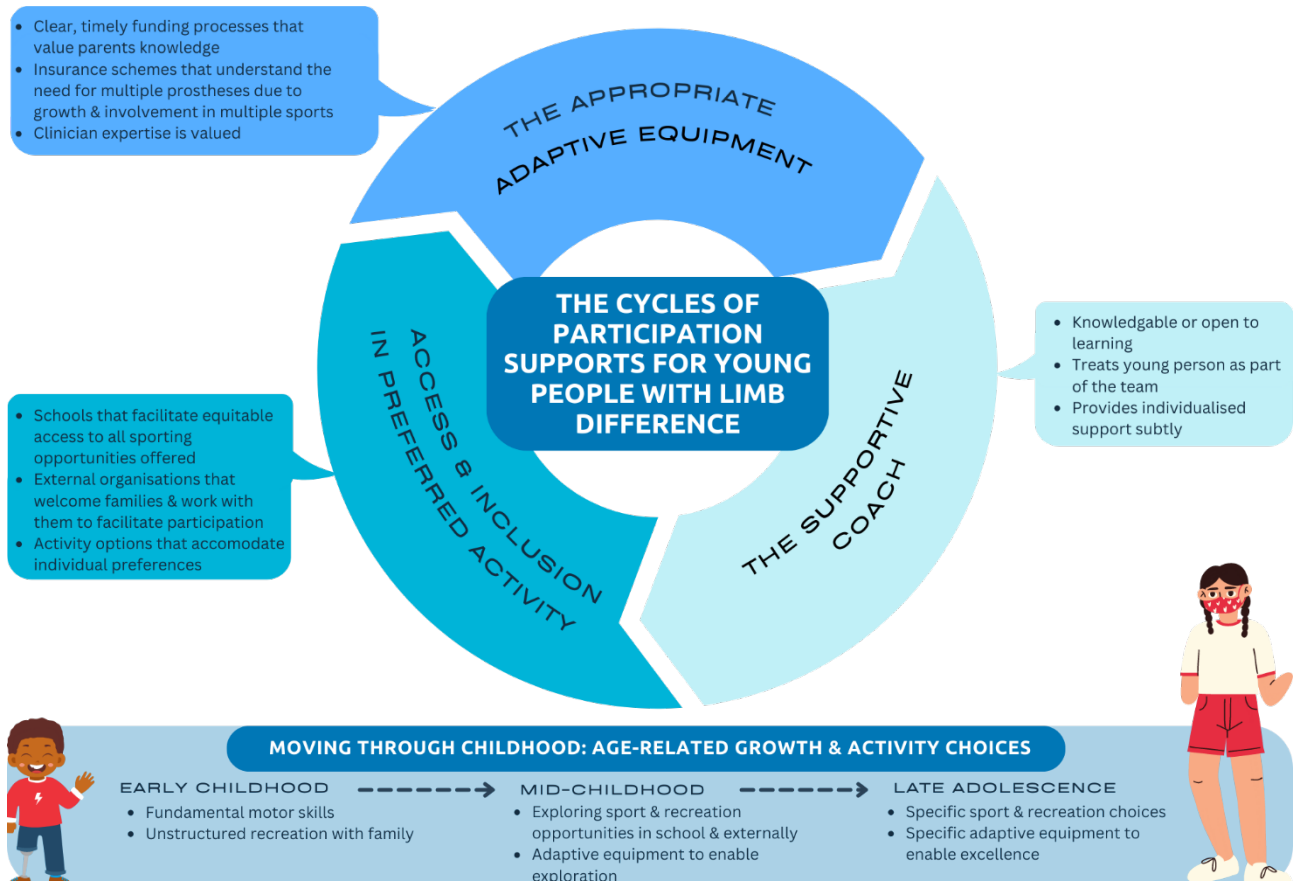 • Clear, timely funding processes that
value parents knowledge
• Insurance schemes that understand the
need for multiple prostheses due to
growth & involvement in multiple sports
• Clinician expertise is valued
THE APPROPRIATE
ADAPTIVE EQUIPMENT
THE CYCLES OF
PARTICIPATION
SUPPORTS FOR YOUNG
PEOPLE WITH LIMB
DIFFERENCE
• Knowledgable or open to
learning
• Treats young person as part
of the team
• Provides individualised
support subtly
THE SUPPORTIVE
COACH
ACCESS & INCLUSION
IN PREFERRED ACTIVITY
• Schools that facilitate equitable
access to all sporting
opportunities offered
• External organisations that
welcome families & work with
them to facilitate participation
• Activity options that accomodate
individual preferences
MOVING THROUGH CHILDHOOD: AGE-RELATED GROWTH & ACTIVITY CHOICES
EARLY CHILDHOOD
• Fundamental motor skills
• Unstructured recreation with family
MID-CHILDHOOD
• Exploring sport & recreation
opportunities in school & externally
• Adaptive equipment to enable
exploration
LATE ADOLESCENCE
• Specific sport & recreation choices
• Specific adaptive equipment to
enable excellence